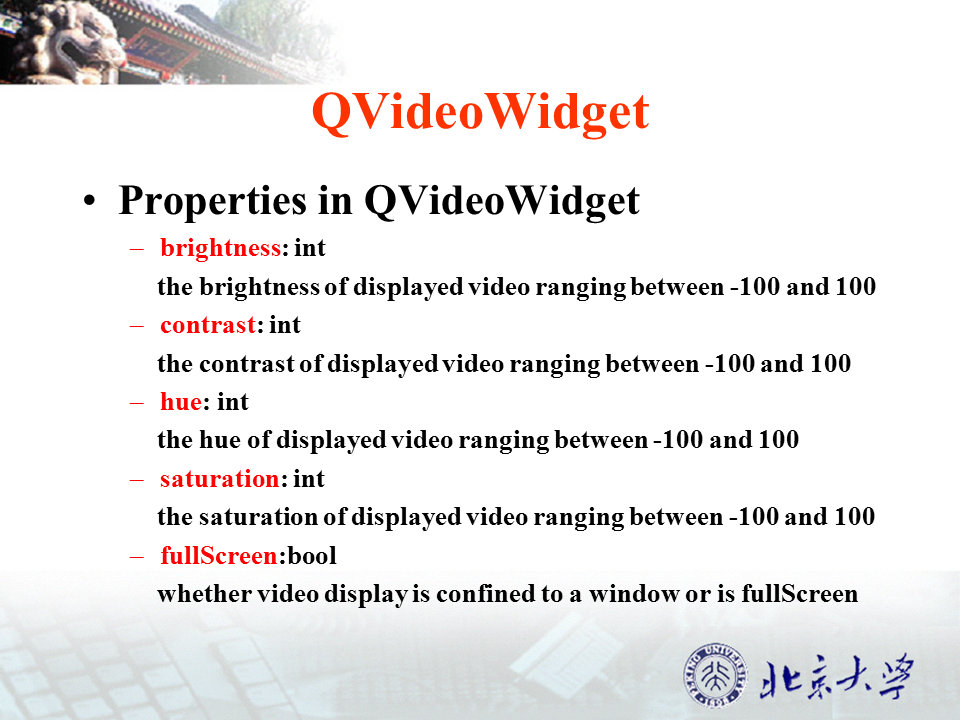 QVideoWidget
• Properties in QVideoWidget
– brightness: int
the brightness of displayed video ranging between -100 and 100
– contrast: int
the contrast of displayed video ranging between -100 and 100
– hue: int
the hue of displayed video ranging between -100 and 100
– saturation: int
the saturation of displayed video ranging between -100 and 100
– fullScreen:bool
whether video display is confined to a window or is fullScreen
PEKING UNIVERSITY
1898
北京大学